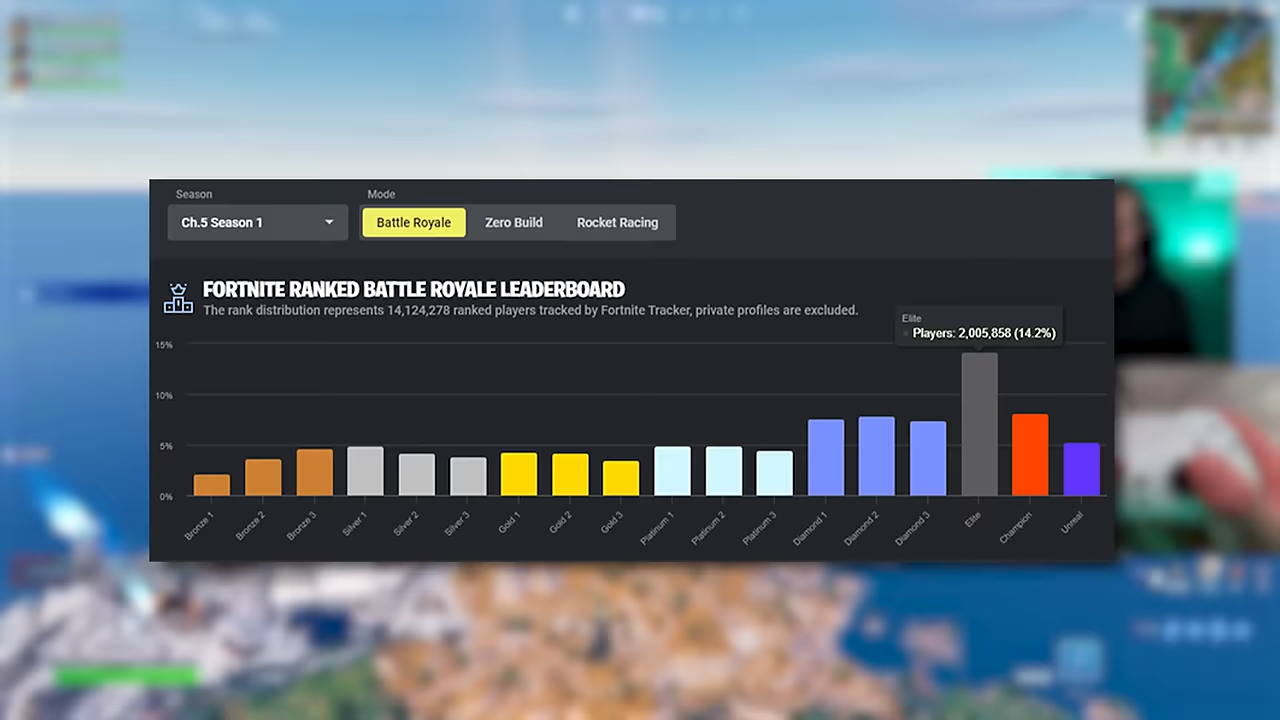 Season
Mode
Ch.5 Season 1
Battle Royale
Zero Build
Rocket Racing
FORTNITE RANKED BATTLE ROYALE LEADERBOARD
The rank distribution represents 14,124,278 ranked players tracked by Fortnite Tracker, private profiles are excluded.
Elite
Players: 2,005,858 (14.2%)
15%
10%
5%
0%
Bronze 1
Bronze 2
Bronze 3
Silver 1
Silver 2
Silver 3
Gold 1
Gold 2
Gold 3
Platinum 1
Platinum 2
Platinum 3
Diamond 1
Diamond 2
Diamond 3
Elite
Champion
Unreal